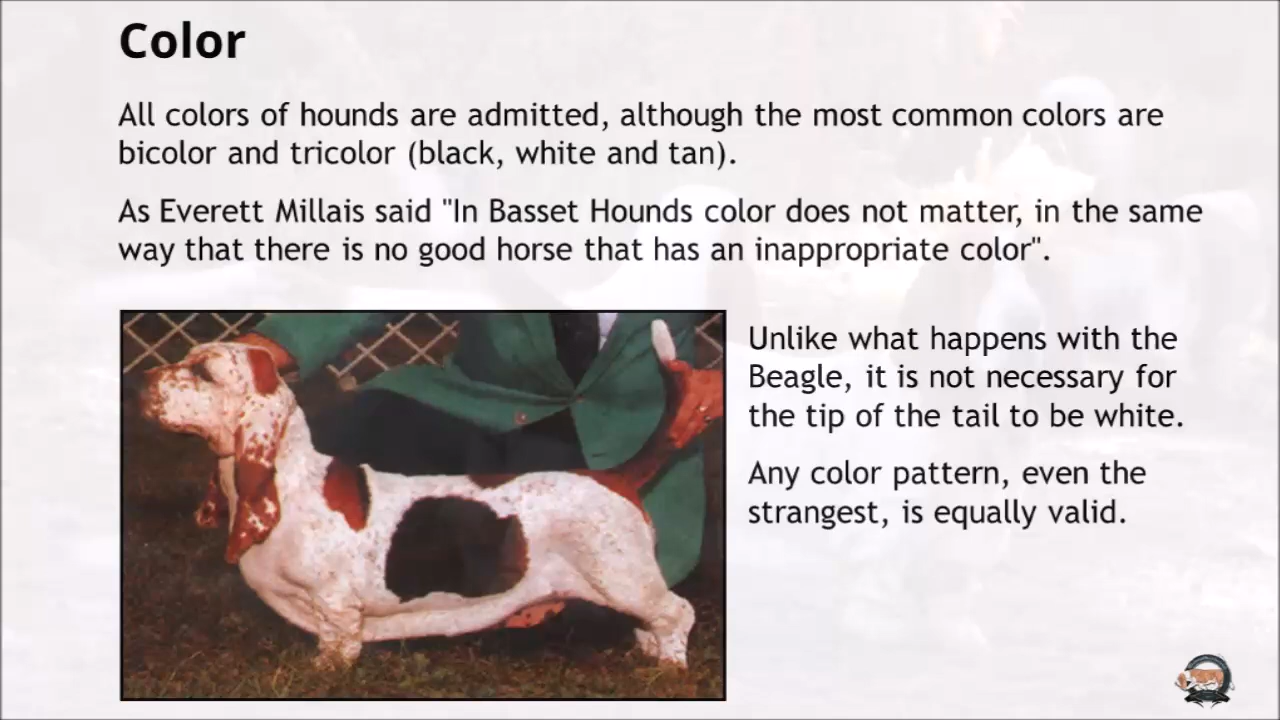 Color
All colors of hounds are admitted, although the most common colors are
bicolor and tricolor (black, white and tan).
As Everett Millais said "In Basset Hounds color does not matter, in the same
way that there is no good horse that has an inappropriate color".
Unlike what happens with the
Beagle, it is not necessary for
the tip of the tail to be white.
Any color pattern, even the
strangest, is equally valid.